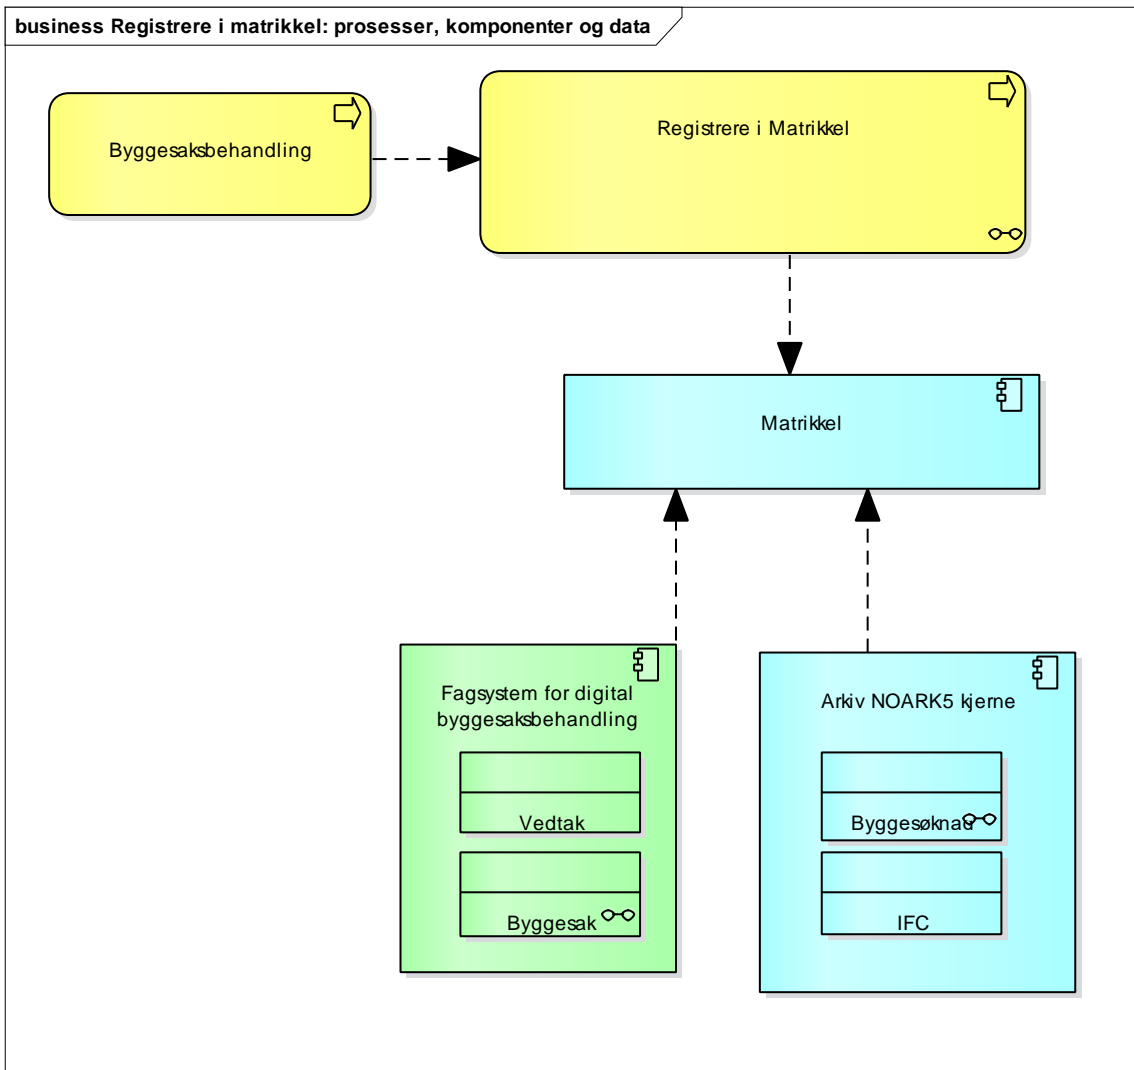 business Registrere i matrikkel: prosesser, komponenter og data
Byggesaksbehandling
Registrere i Matrikkel
Matrikkel
Fagsystem for digital
byggesaksbehandling
Vedtak
Byggesak
Arkiv NOARK5 kjerne
Byggesøknad
IFC